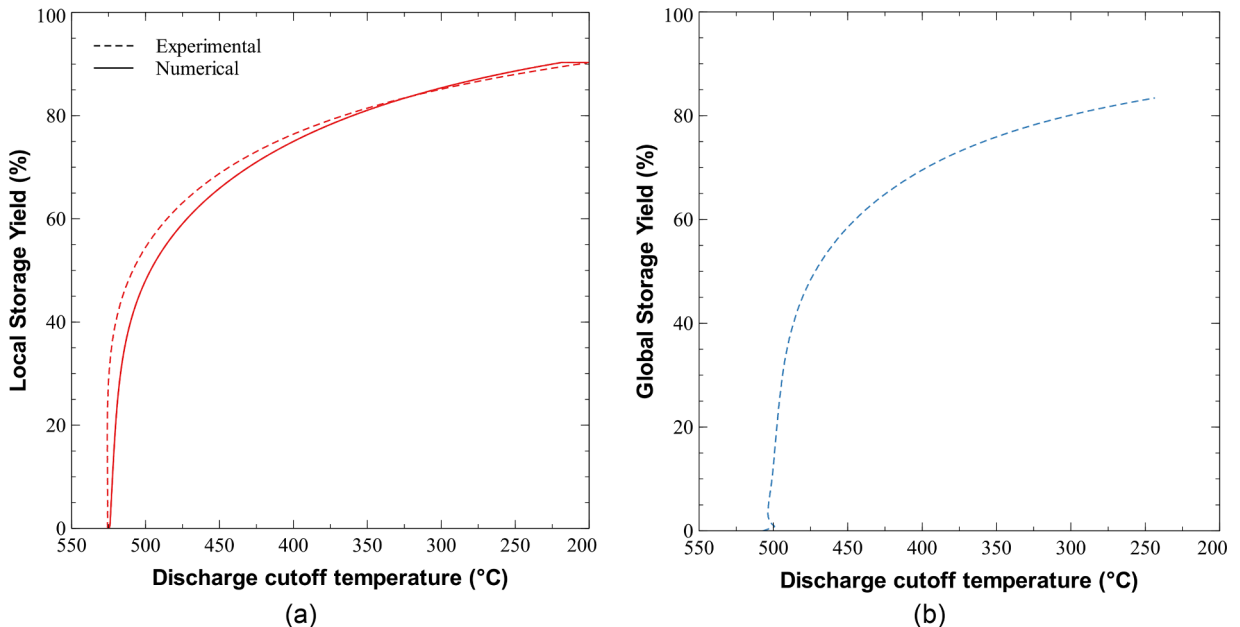 100
80
60
40
20
0
Local Storage Yield (%)
Experimental
Numerical
550 500 450 400 350 300 250 200
Discharge cutoff temperature (°C)
(a)
100
80
60
40
20
0
Global Storage Yield (%)
550 500 450 400 350 300 250 200
Discharge cutoff temperature (°C)
(b)